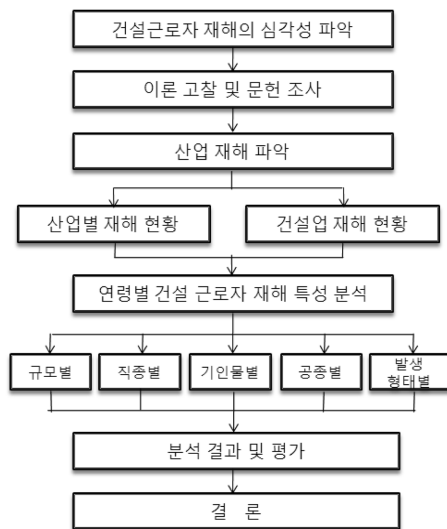 건설근로자 재해의 심각성 파악
이론 고찰 및 문헌 조사
산업 재해 파악
산업별 재해 현황
건설업 재해 현황
연령별 건설 근로자 재해 특성 분석
규모별
직종별
기인물별
공종별
발생
형태별
분석 결과 및 평가
결 론